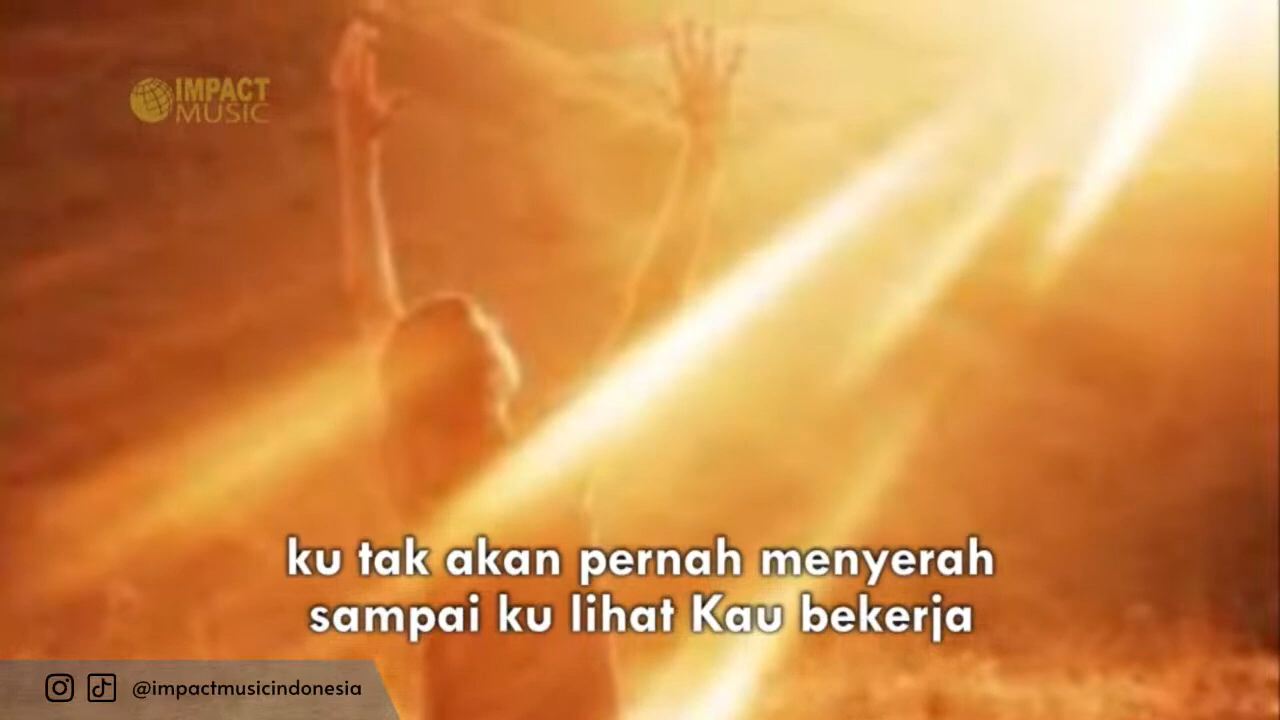 IMPACT
MUSIC
ku tak akan pernah menyerah
sampai ku lihat Kau bekerja
@impactmusicindonesia